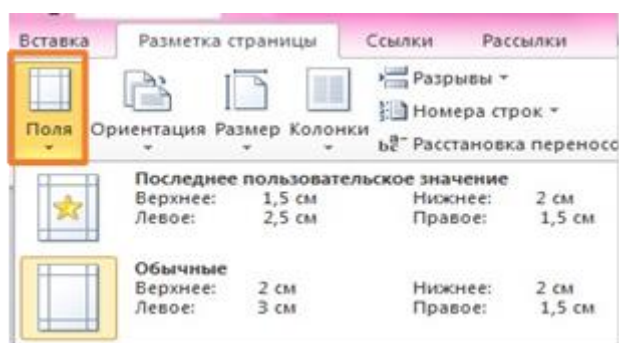 Вставка Разметка страницы Ссылки Рассылки
Разрывы
Поля Ориентация Размер Колонки Номера строк
Расстановка переносо
Последнее пользовательское значение
Верхнее: 1,5 см Нижнее: 2 см
Левое: 2,5 см Правое: 1,5 см
Обычные
Верхнее: 2 см Нижнее: 2 см
Левое: 3 см Правое: 1,5 см